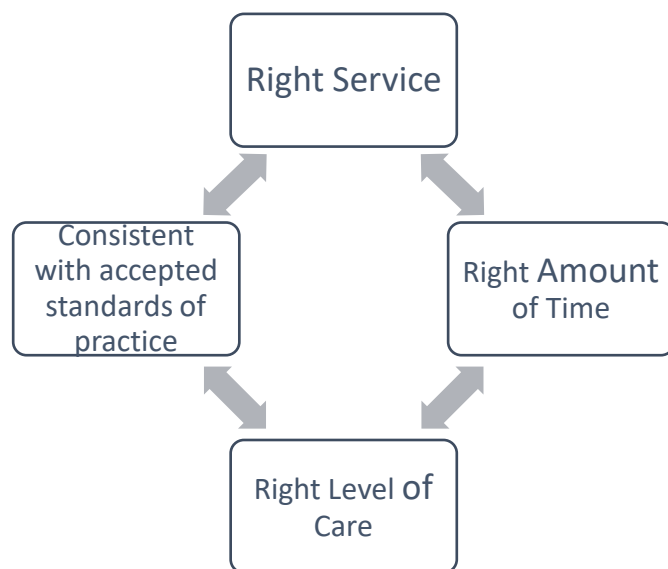 Right Service
Consistent
with accepted
standards of
practice
Right Amount
of Time
Right Level of
Care